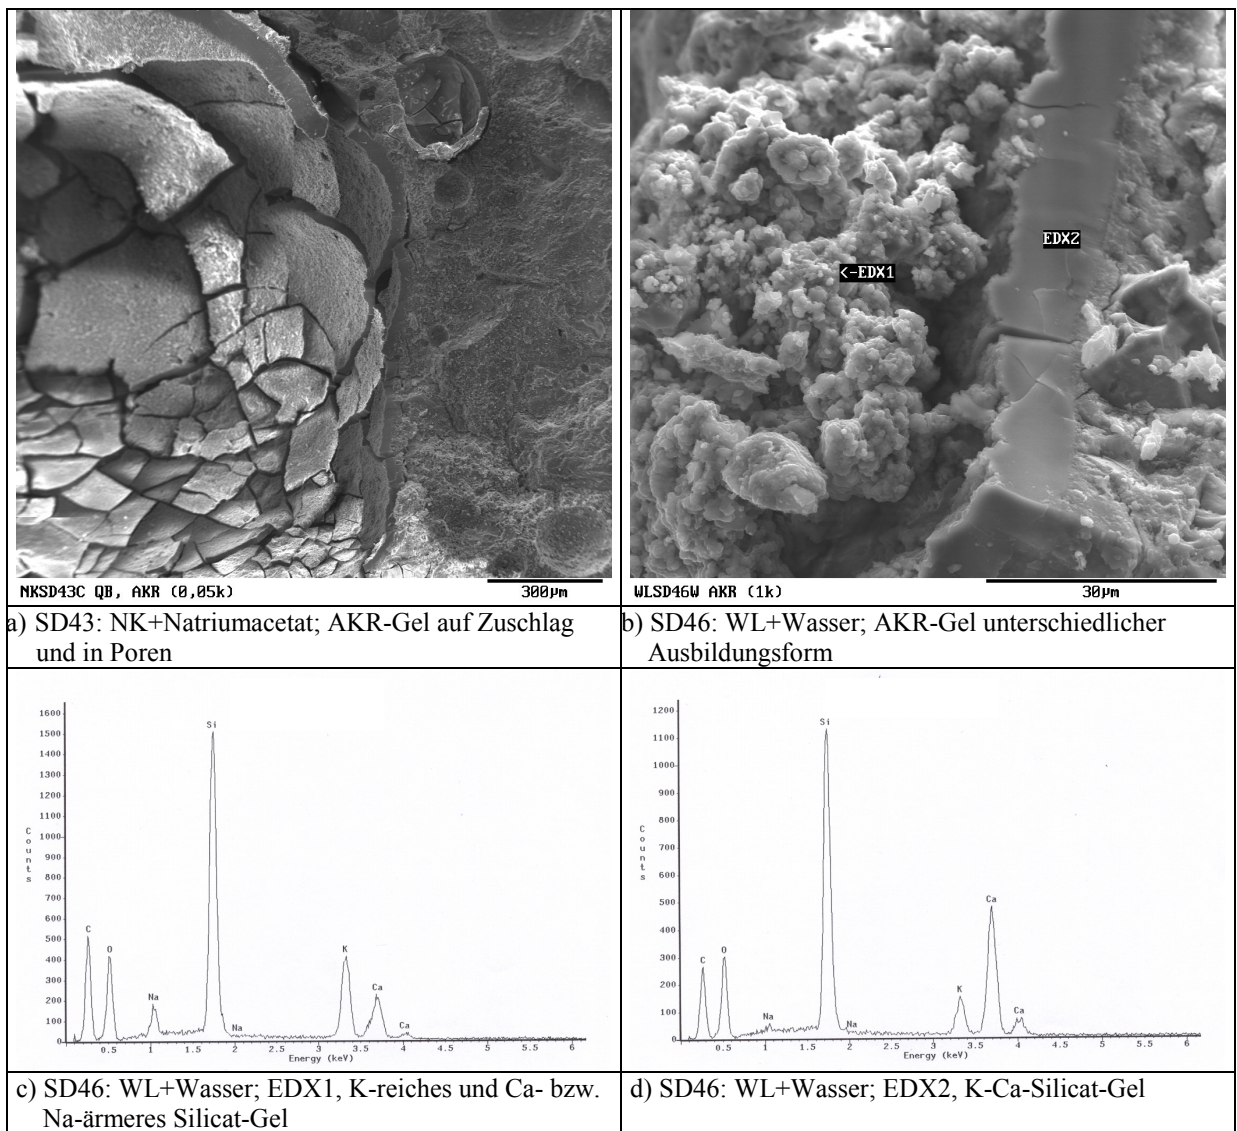 <-EDX1
EDX2
NKSD43C QB, AKR (0,05k)
300µm
WLSD46W AKR (1k)
30µm
a) SD43: NK+Natriumacetat; AKR-Gel auf Zuschlag
und in Poren
b) SD46: WL+Wasser; AKR-Gel unterschiedlicher
Ausbildungsform
1600
1500
1400
1300
1200
1100
1000
900
800
700
600
500
400
300
200
100
0
Counts
C
O
Na
Si
Na
K
Ca
Ca
0.5
1
1.5
2
2.5
3
3.5
4
4.5
5
5.5
6
Energy (keV)
1200
1100
1000
900
800
700
600
500
400
300
200
100
0
Counts
C
O
Na
Si
Na
K
Ca
Ca
0.5
1
1.5
2
2.5
3
3.5
4
4.5
5
5.5
6
Energy (keV)
c) SD46: WL+Wasser; EDX1, K-reiches und Ca- bzw.
Na-ärmeres Silicat-Gel
d) SD46: WL+Wasser; EDX2, K-Ca-Silicat-Gel